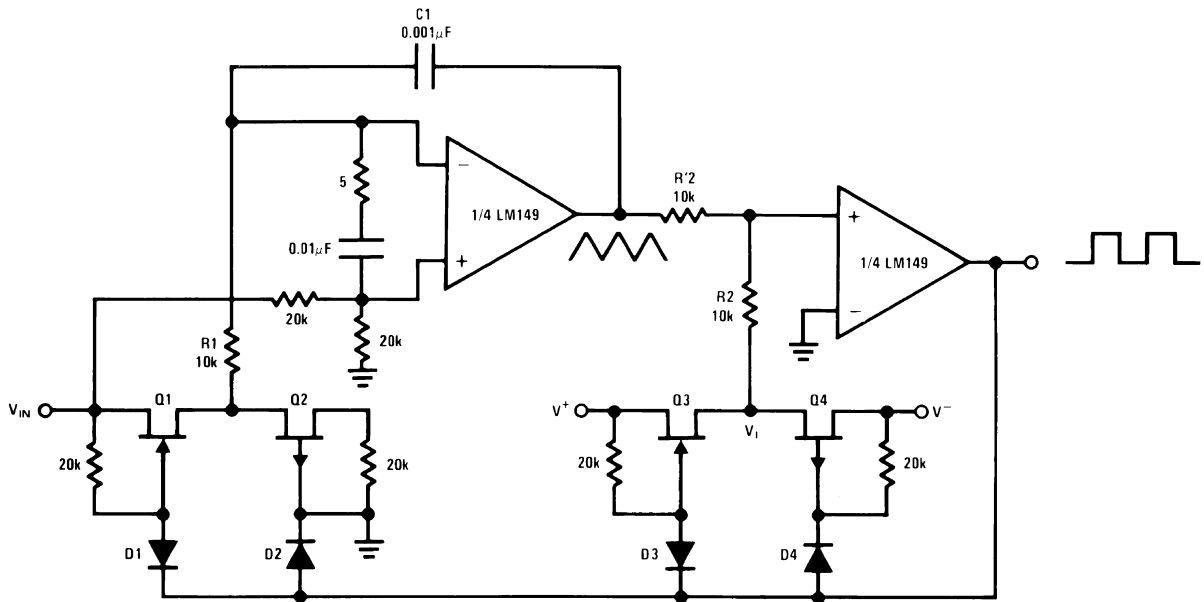 C1
0.001μF
5
0.01μF
−
+
1/4 LM149
R'2
10k
+
−
1/4 LM149
20k
20k
R2
10k
R1
10k
VIN
Q1
Q2
20k
20k
D1
D2
V+
Q3
VI
Q4
V−
20k
20k
D3
D4